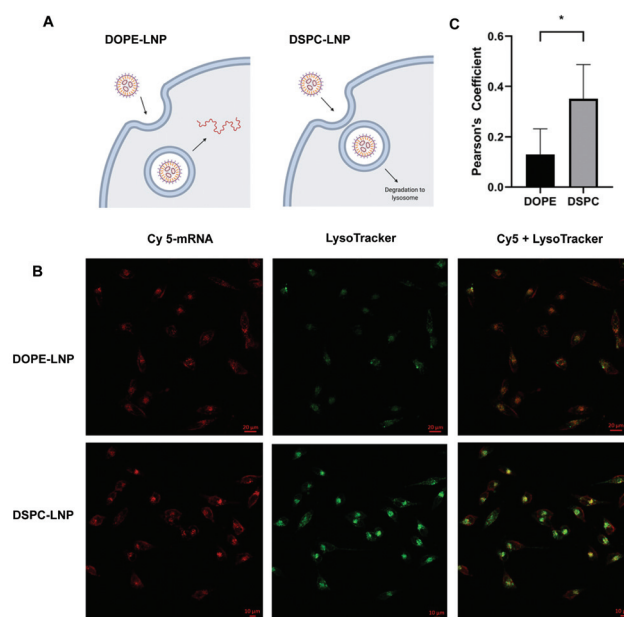 A
DOPE-LNP
DSPC-LNP
Degradation to
lysosome
C
*
Pearson's Coefficient
0.6
0.4
0.2
0.0
DOPE
DSPC
B
Cy 5-mRNA
LysoTracker
Cy5 + LysoTracker
DOPE-LNP
20 µm
20 µm
20 µm
DSPC-LNP
10 µm
10 µm
10 µm